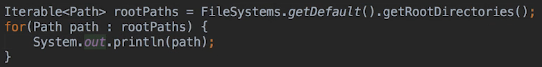 Iterable<Path> rootPaths = FileSystems.getDefault().getRootDirectories();
for(Path path : rootPaths) {
    System.out.println(path);
}